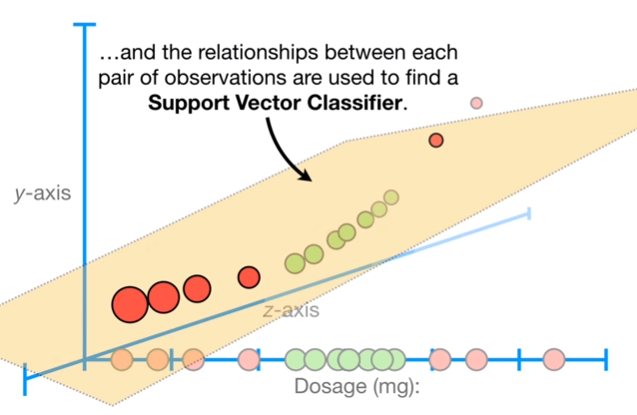 …and the relationships between each
pair of observations are used to find a
Support Vector Classifier.
y-axis
z-axis
Dosage (mg):